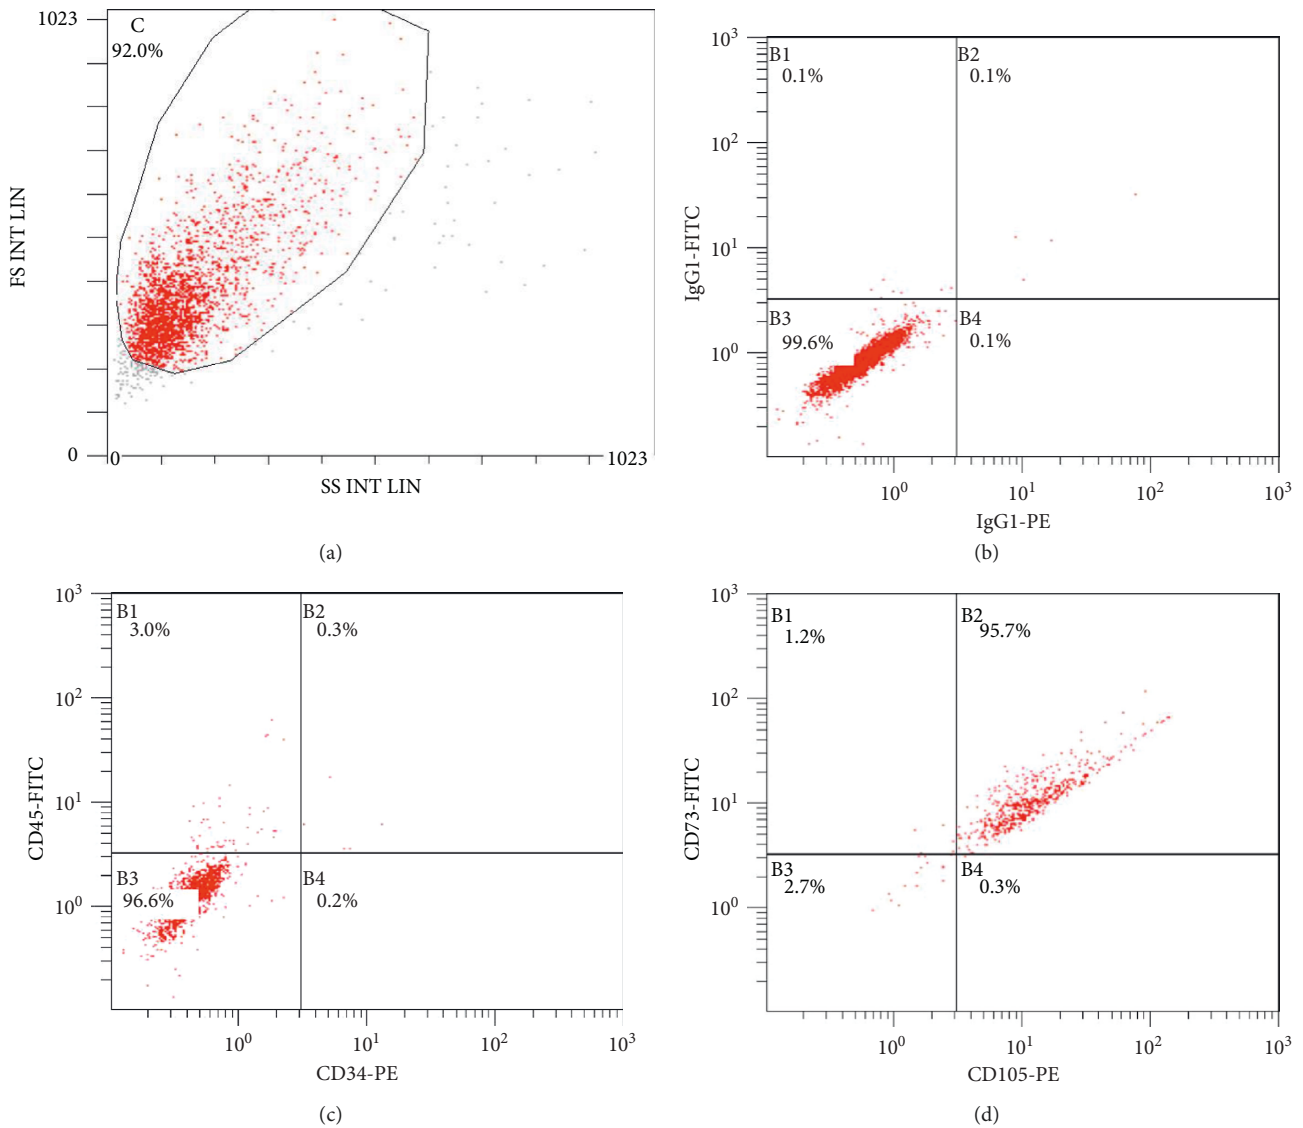 1023
C
92.0%
FS INT LIN
0
0
1023
SS INT LIN
(a)
10³
B1
0.1%
B2
0.1%
10²
IgG1-FITC
10¹
B3
99.6%
B4
0.1%
10⁰
10⁰
10¹
10²
10³
IgG1-PE
(b)
10³
B1
3.0%
B2
0.3%
10²
CD45-FITC
10¹
B3
96.6%
B4
0.2%
10⁰
10⁰
10¹
10²
10³
CD34-PE
(c)
10³
B1
1.2%
B2
95.7%
10²
CD73-FITC
10¹
B3
2.7%
B4
0.3%
10⁰
10⁰
10¹
10²
10³
CD105-PE
(d)